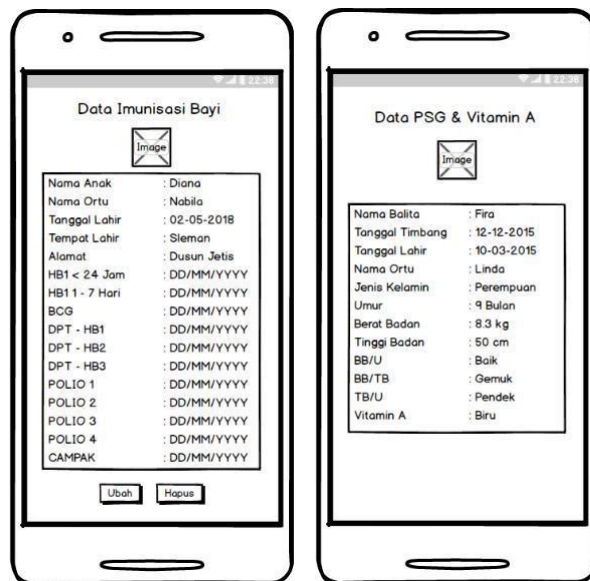 22:38
Data Imunisasi Bayi
Image
Nama Anak : Diana
Nama Ortu : Nabila
Tanggal Lahir : 02-05-2018
Tempat Lahir : Sleman
Alamat : Dusun Jetis
HB1 < 24 Jam : DD/MM/YYYY
HB1 1 - 7 Hari : DD/MM/YYYY
BCG : DD/MM/YYYY
DPT - HB1 : DD/MM/YYYY
DPT - HB2 : DD/MM/YYYY
DPT - HB3 : DD/MM/YYYY
POLIO 1 : DD/MM/YYYY
POLIO 2 : DD/MM/YYYY
POLIO 3 : DD/MM/YYYY
POLIO 4 : DD/MM/YYYY
CAMPAK : DD/MM/YYYY
Ubah Hapus
22:38
Data PSG & Vitamin A
Image
Nama Balita : Fira
Tanggal Timbang : 12-12-2015
Tanggal Lahir : 10-03-2015
Nama Ortu : Linda
Jenis Kelamin : Perempuan
Umur : 9 Bulan
Berat Badan : 8.3 kg
Tinggi Badan : 50 cm
BB/U : Baik
BB/TB : Gemuk
TB/U : Pendek
Vitamin A : Biru